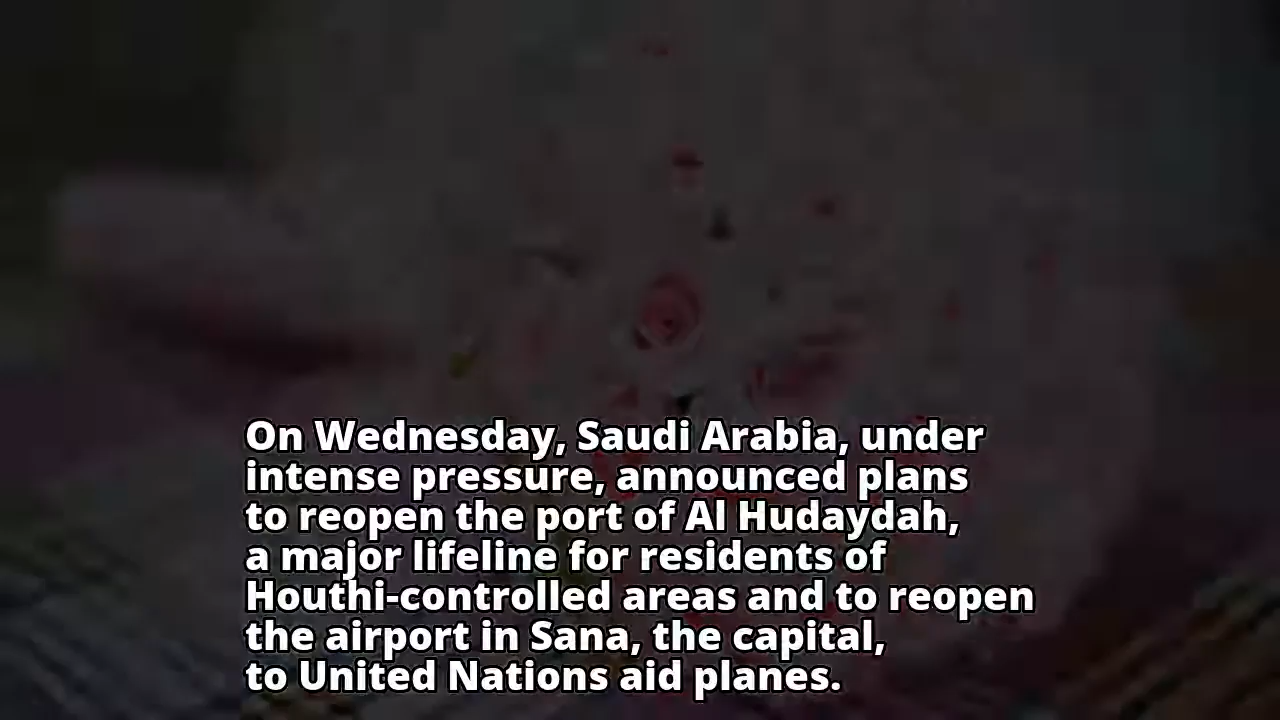 On Wednesday, Saudi Arabia, under
intense pressure, announced plans
to reopen the port of Al Hudaydah,
a major lifeline for residents of
Houthi-controlled areas and to reopen
the airport in Sana, the capital,
to United Nations aid planes.